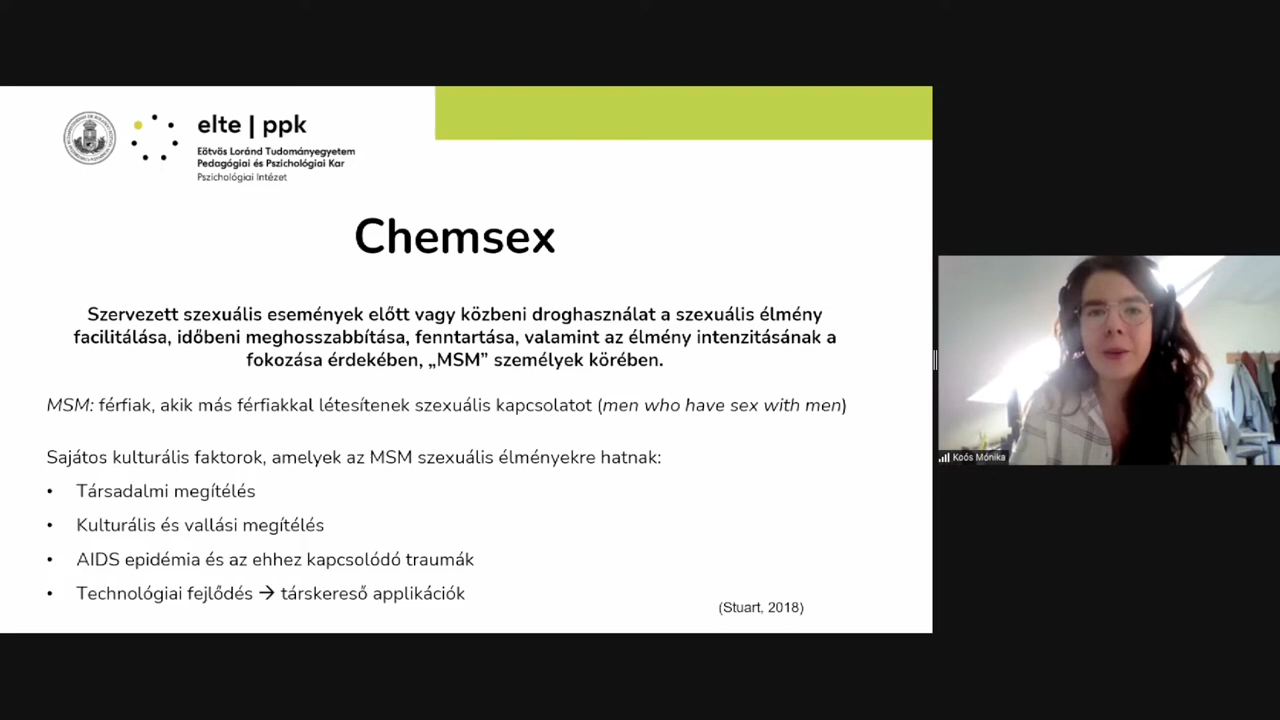 elte | ppk
Eötvös Loránd Tudományegyetem
Pedagógiai és Pszichológiai Kar
Pszichológiai Intézet
Chemsex
Szervezett szexuális események előtt vagy közbeni droghasználat a szexuális élmény
facilitálása, időbeni meghosszabbítása, fenntartása, valamint az élmény intenzitásának a
fokozása érdekében, „MSM” személyek körében.
MSM: férfiak, akik más férfiakkal létesítenek szexuális kapcsolatot (men who have sex with men)
Sajátos kulturális faktorok, amelyek az MSM szexuális élményekre hatnak:
• Társadalmi megítélés
• Kulturális és vallási megítélés
• AIDS epidémia és az ehhez kapcsolódó traumák
• Technológiai fejlődés → társkereső applikációk
(Stuart, 2018)
Koós Mónika